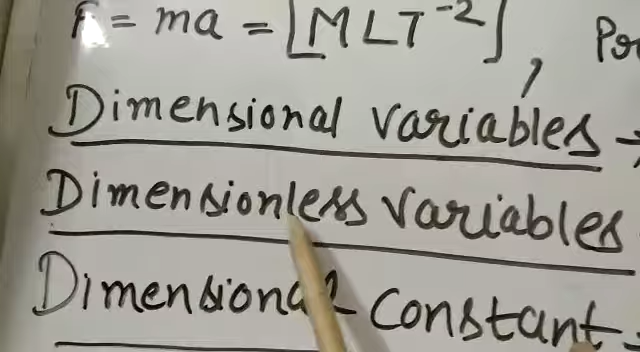 F = ma = [MLT⁻²],
Dimensional variables →
Dimensionless variables
Dimensional constant